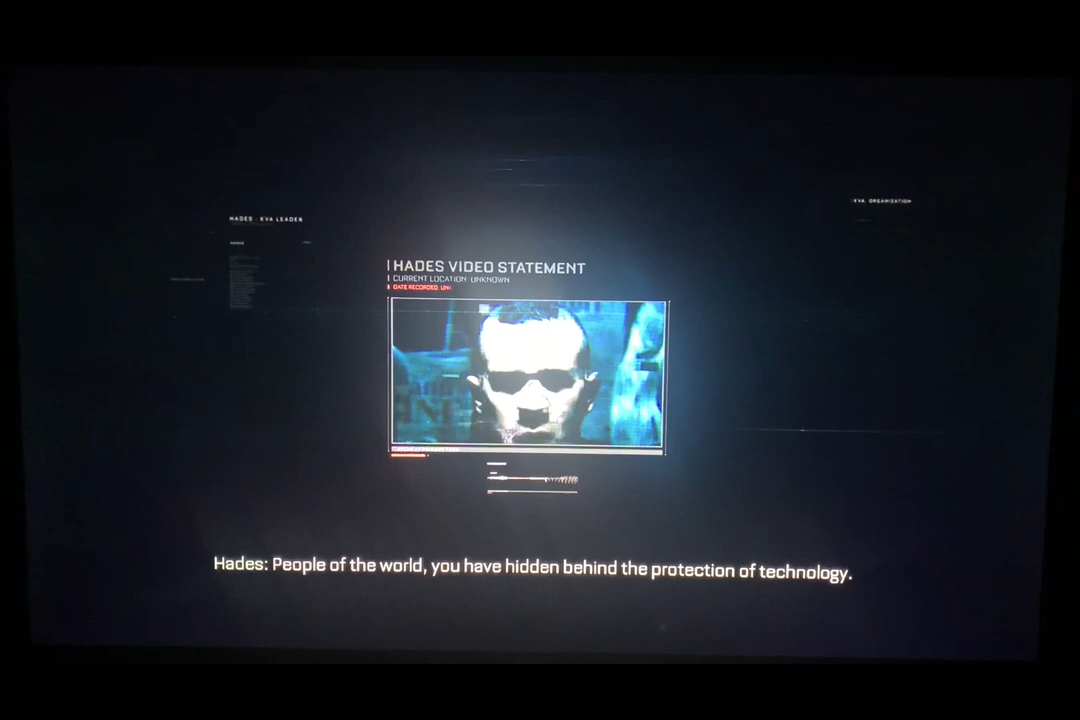 HADES · KVA LEADER
KVA. ORGANISATION
HADES VIDEO STATEMENT
CURRENT LOCATION: UNKNOWN
DATE RECORDED: UNK
Hades: People of the world, you have hidden behind the protection of technology.